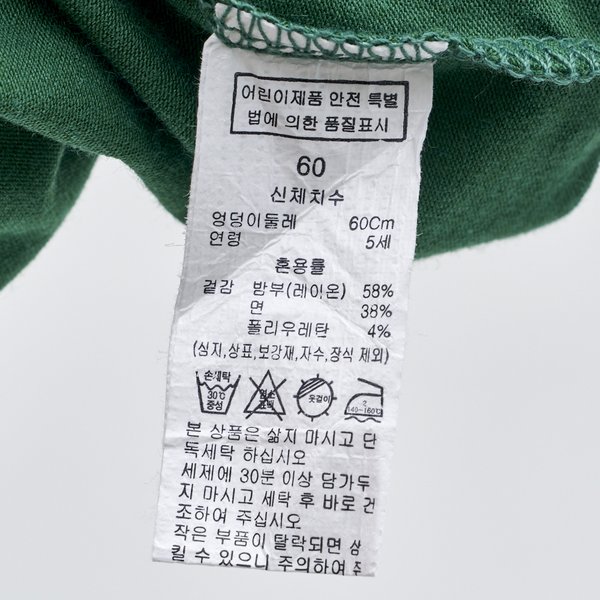 어린이제품 안전 특별
법에 의한 품질표시
60
신체치수
엉덩이둘레 60Cm
연령 5세
혼용률
겉감 밤부(레이온) 58%
면 38%
폴리우레탄 4%
(심지,상표,보강재,자수,장식 제외)
손세탁 30℃ 중성
염소 표백
옷걸이
2 140~160℃
본 상품은 삶지 마시고 단
독세탁 하십시오
세제에 30분 이상 담가두
지 마시고 세탁 후 바로 건
조하여 주십시오
작은 부품이 탈락되면 삼
킬 수 있으니 주의하여 주